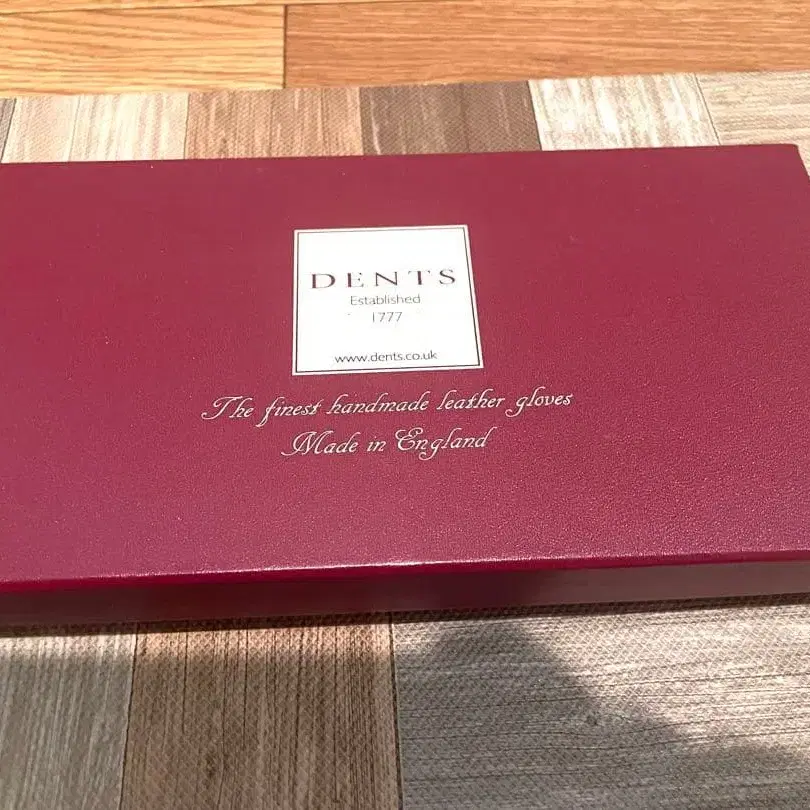 DENTS
Established
1777
www.dents.co.uk
The finest handmade leather gloves
Made in England